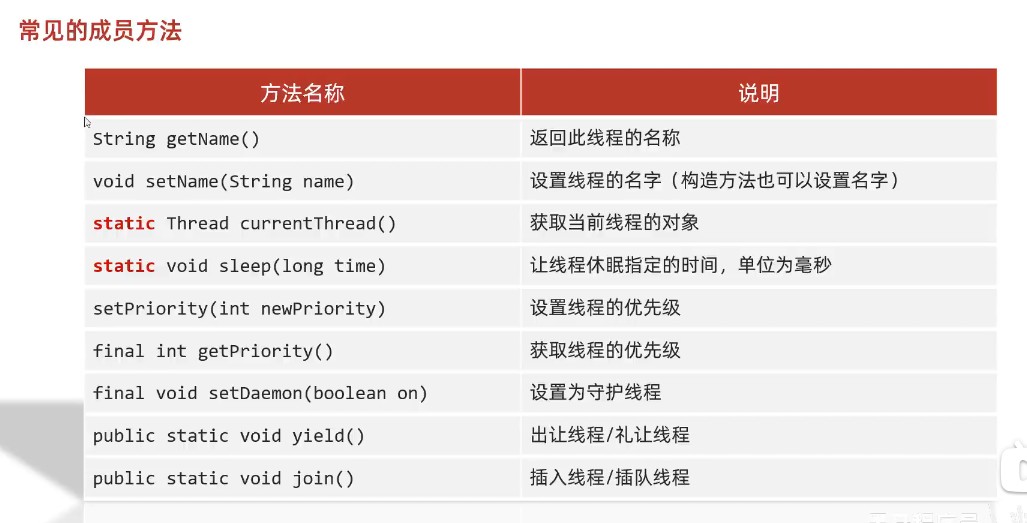 常见的成员方法
方法名称 说明
String getName() 返回此线程的名称
void setName(String name) 设置线程的名字（构造方法也可以设置名字）
static Thread currentThread() 获取当前线程的对象
static void sleep(long time) 让线程休眠指定的时间，单位为毫秒
setPriority(int newPriority) 设置线程的优先级
final int getPriority() 获取线程的优先级
final void setDaemon(boolean on) 设置为守护线程
public static void yield() 出让线程/礼让线程
public static void join() 插入线程/插队线程